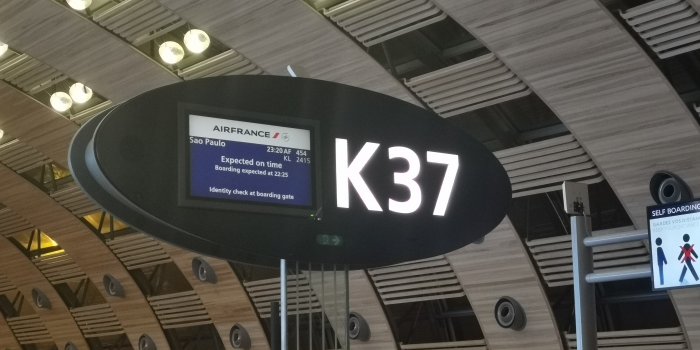 AIRFRANCE
Sao Paulo
23:20 AF 454
KL 2415
Expected on time
Boarding expected at 22:25
Identity check at boarding gate
K37
SELF BOARDING